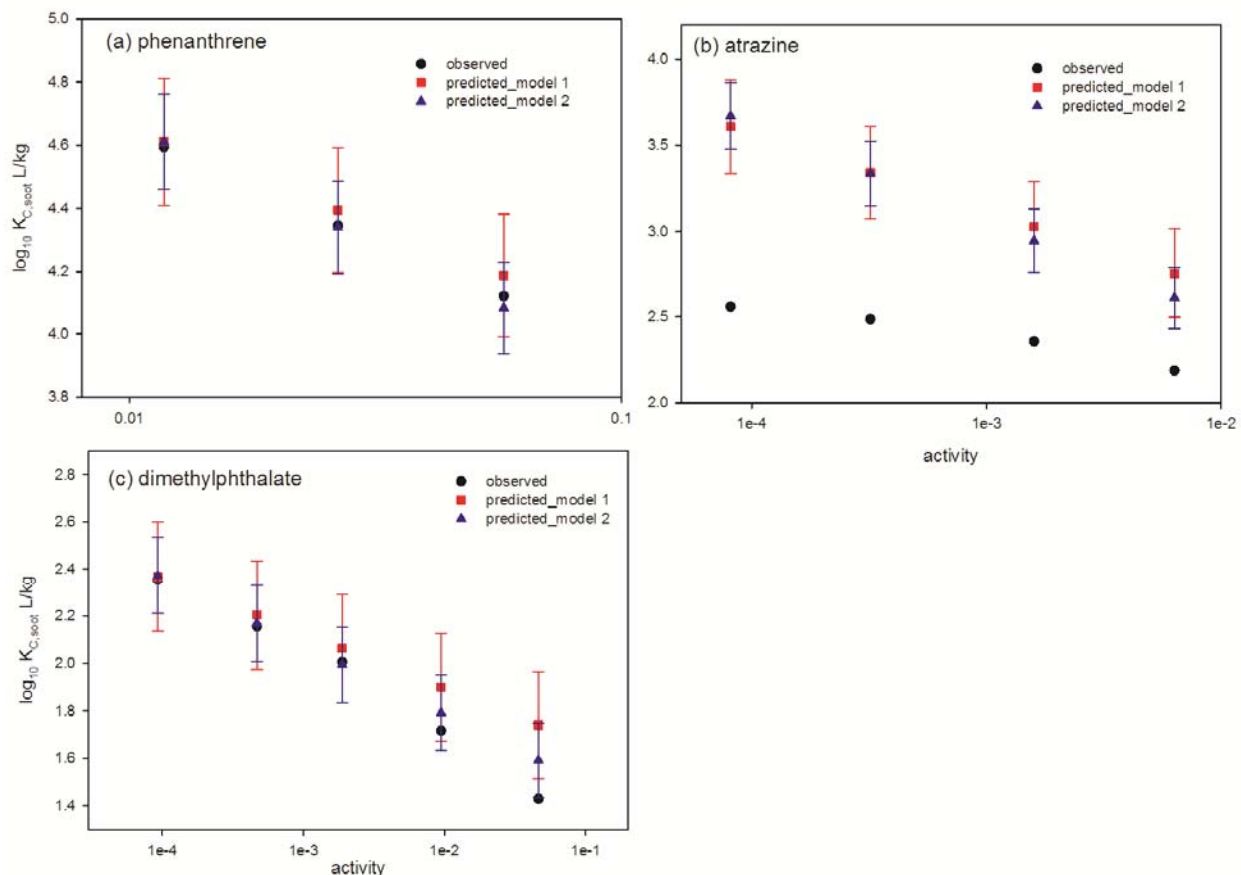 (a) phenanthrene
observed
predicted_model 1
predicted_model 2
log₁₀ K_C,soot L/kg
5.0
4.8
4.6
4.4
4.2
4.0
3.8
0.01
0.1
(b) atrazine
observed
predicted_model 1
predicted_model 2
4.0
3.5
3.0
2.5
2.0
1e-4
1e-3
1e-2
activity
(c) dimethylphthalate
observed
predicted_model 1
predicted_model 2
log₁₀ K_C,soot L/kg
2.8
2.6
2.4
2.2
2.0
1.8
1.6
1.4
1e-4
1e-3
1e-2
1e-1
activity